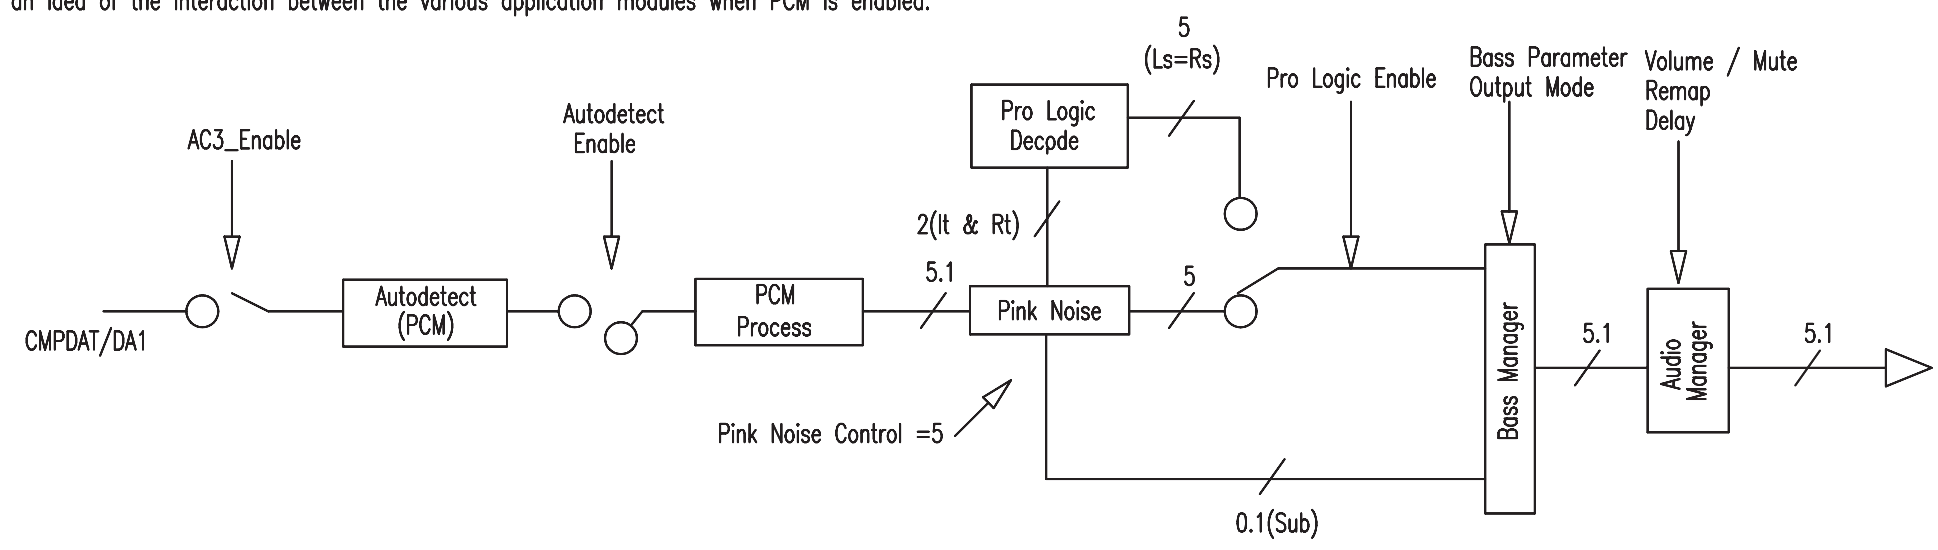 an idea of the interaction between the various application modules when PCM is enabled.
5
(Ls=Rs)
Pro Logic Enable
Bass Parameter
Output Mode
Volume / Mute
Remap
Delay
AC3_Enable
Autodetect
Enable
Pro Logic
Decpde
2(lt & Rt)
CMPDAT/DA1
Autodetect
(PCM)
PCM
Process
5.1
Pink Noise
5
Bass Manager
5.1
Audio
Manager
5.1
Pink Noise Control =5
0.1(Sub)